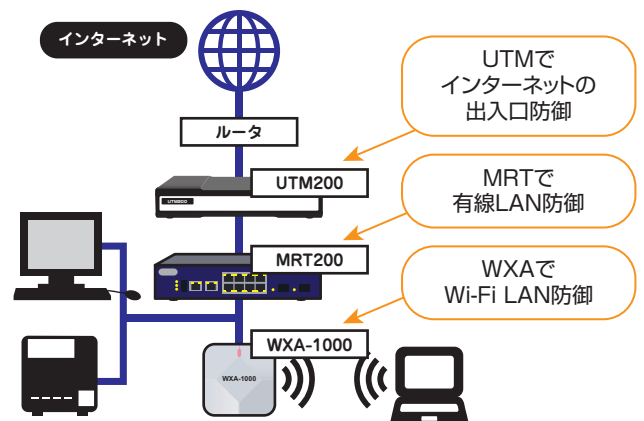 インターネット
UTMで
インターネットの
出入口防御
ルータ
UTM200
UTM200
MRTで
有線LAN防御
MRT200
WXAで
Wi-Fi LAN防御
WXA-1000
WXA-1000